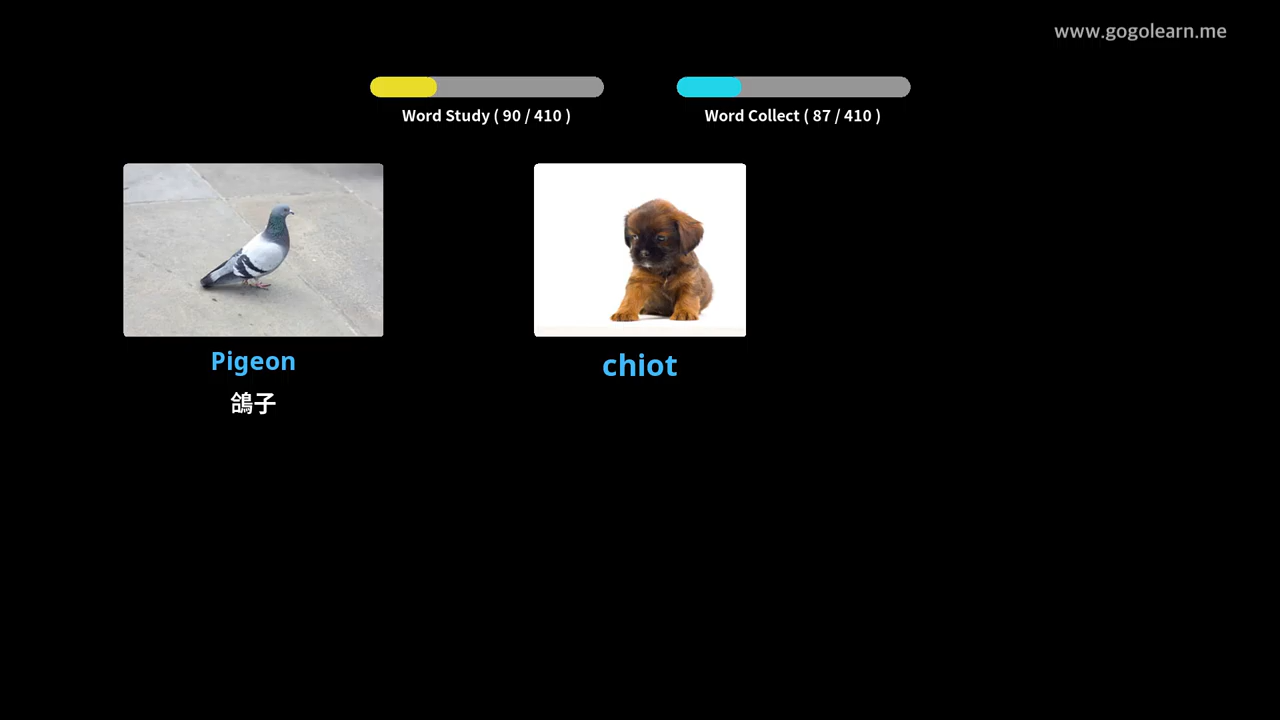 www.gogolearn.me
Word Study ( 90 / 410 )
Word Collect ( 87 / 410 )
Pigeon
鴿子
chiot